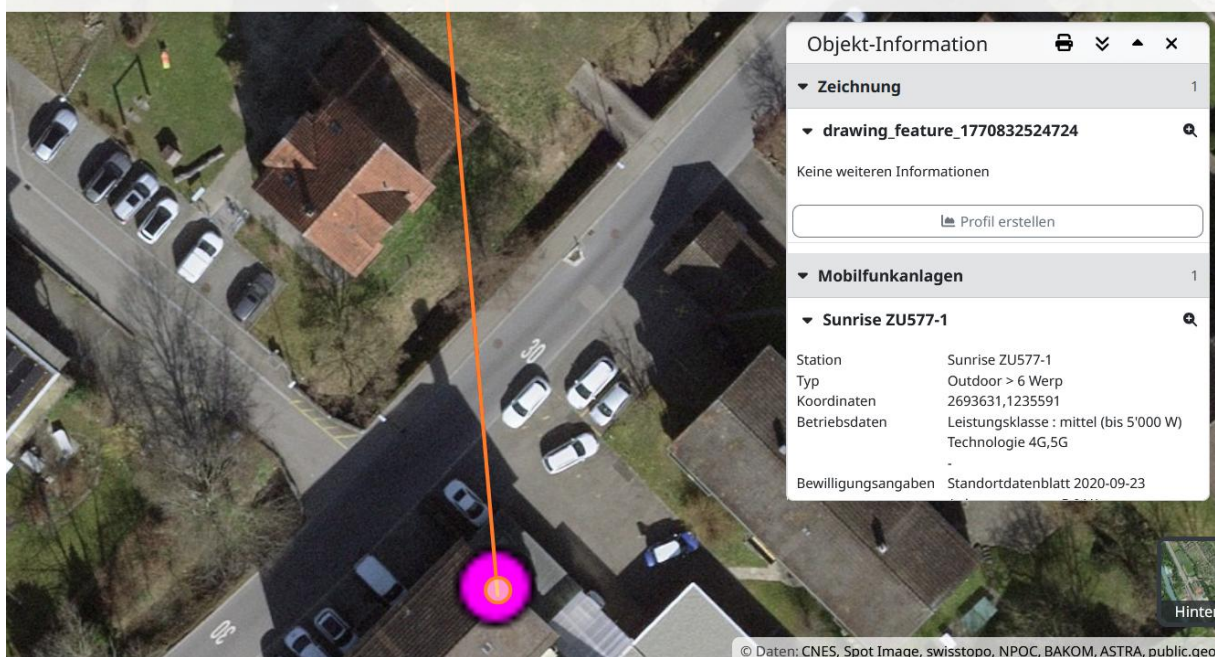 Objekt-Information
Zeichnung 1
drawing_feature_1770832524724
Keine weiteren Informationen
Profil erstellen
Mobilfunkanlagen 1
Sunrise ZU577-1
Station Sunrise ZU577-1
Typ Outdoor > 6 Werp
Koordinaten 2693631,1235591
Betriebsdaten Leistungsklasse : mittel (bis 5'000 W)
Technologie 4G,5G
-
Bewilligungsangaben Standortdatenblatt 2020-09-23
30
30
Hinter
© Daten: CNES, Spot Image, swisstopo, NPOC, BAKOM, ASTRA, public.geo